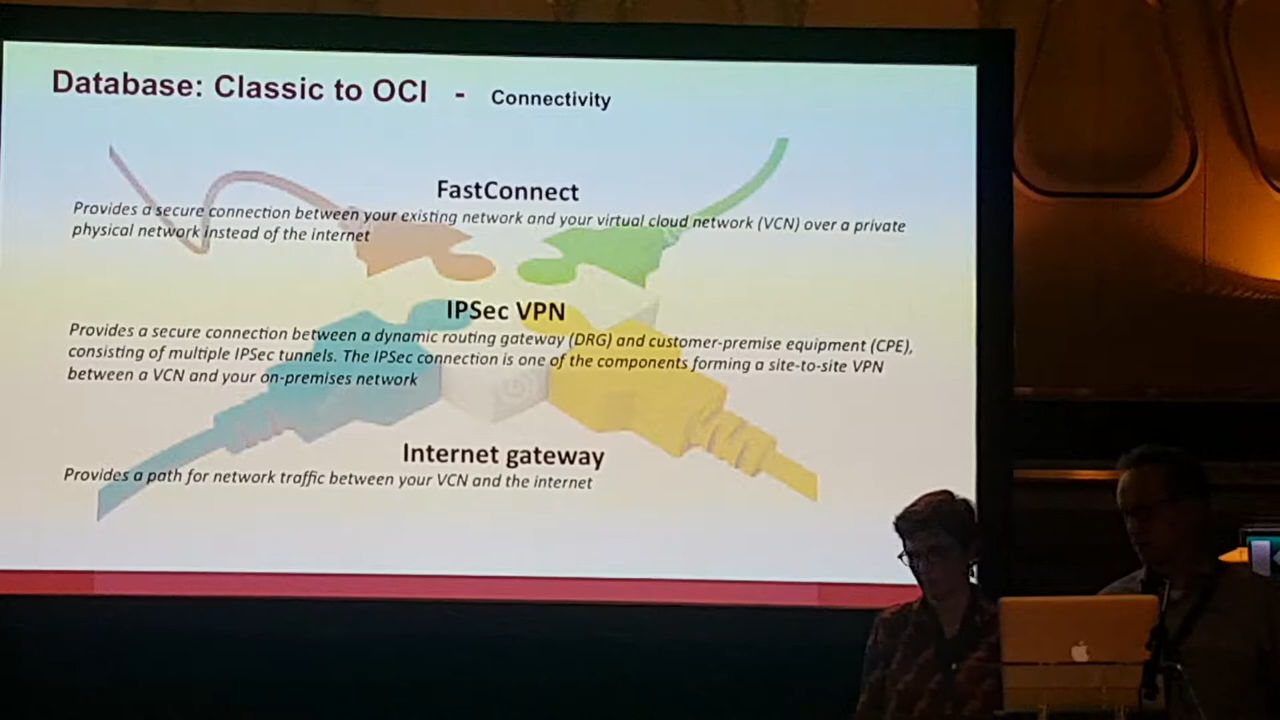 Database: Classic to OCI - Connectivity
FastConnect
Provides a secure connection between your existing network and your virtual cloud network (VCN) over a private
physical network instead of the internet
IPSec VPN
Provides a secure connection between a dynamic routing gateway (DRG) and customer-premise equipment (CPE),
consisting of multiple IPSec tunnels. The IPSec connection is one of the components forming a site-to-site VPN
between a VCN and your on-premises network
Internet gateway
Provides a path for network traffic between your VCN and the internet